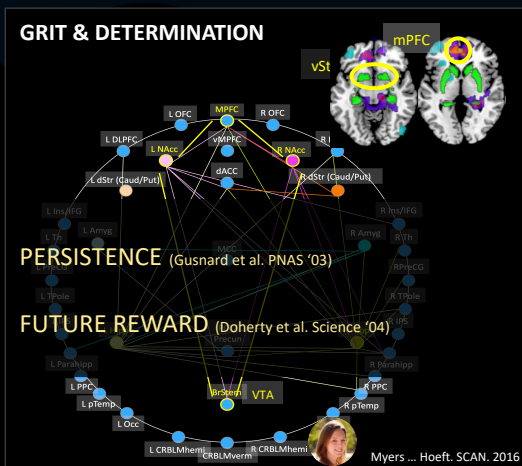 GRIT & DETERMINATION
mPFC
vSt
MPFC
L OFC
R OFC
L DLPFC
vMPFC
L NAcc
R NAcc
dACC
L dStr (Caud/Put)
R dStr (Caud/Put)
L Ins/IFG
R Ins/IFG
L Amyg
R Amyg
L Th
R Th
MCC
PERSISTENCE (Gusnard et al. PNAS '03)
L PreCG
RPreCG
L TPole
R TPole
FUTURE REWARD (Doherty et al. Science '04)
R IPS
Precun
L Parahipp
R Parahipp
L PPC
R PPC
BrStem
VTA
L pTemp
R pTemp
L Occ
L CRBLMhemi
R CRBLMhemi
CRBLMverm
Myers ... Hoeft. SCAN. 2016